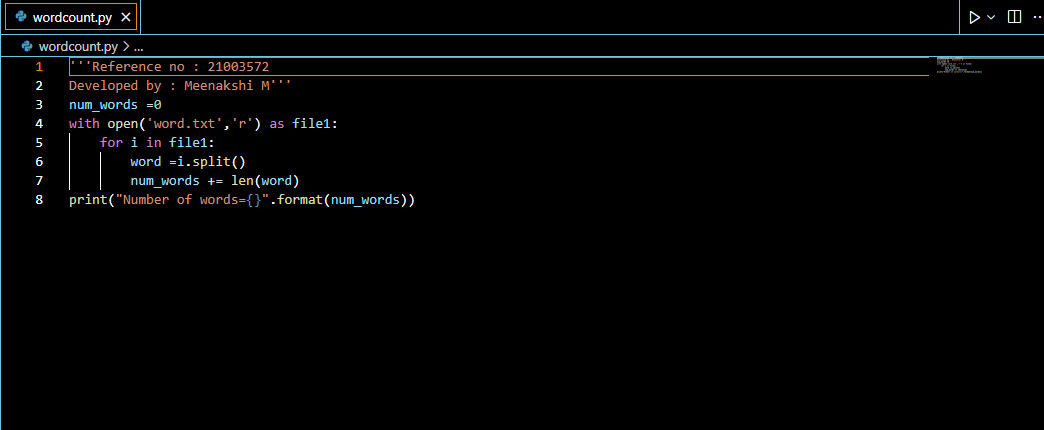 wordcount.py
wordcount.py > ...
1 '''Reference no : 21003572
2 Developed by : Meenakshi M'''
3 num_words =0
4 with open('word.txt','r') as file1:
5     for i in file1:
6         word =i.split()
7         num_words += len(word)
8 print("Number of words={}".format(num_words))